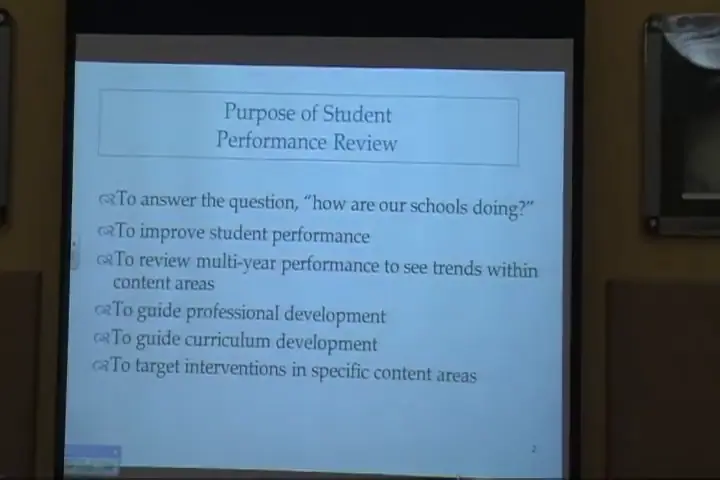 Purpose of Student
Performance Review
To answer the question, “how are our schools doing?”
To improve student performance
To review multi-year performance to see trends within
content areas
To guide professional development
To guide curriculum development
To target interventions in specific content areas
2